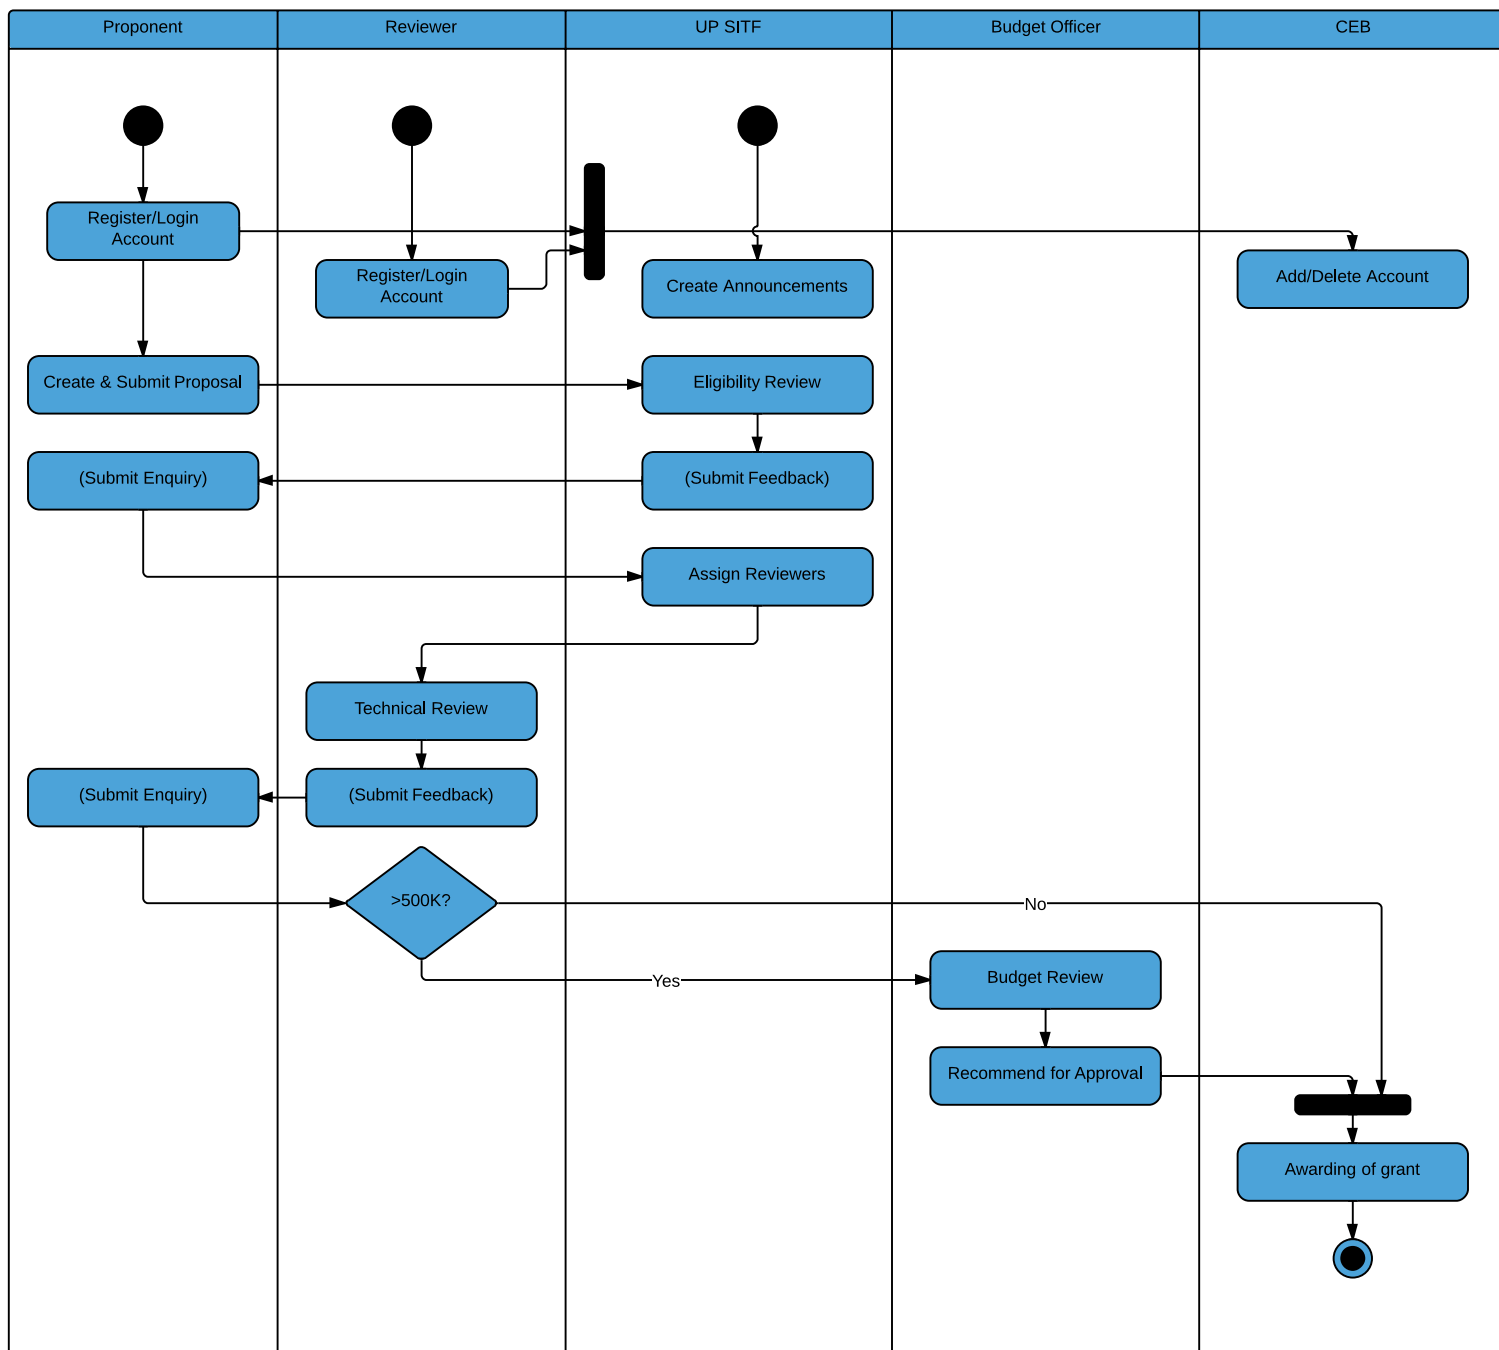 Proponent
Reviewer
UP SITF
Budget Officer
CEB
Register/Login
Account
Register/Login
Account
Create Announcements
Add/Delete Account
Create & Submit Proposal
Eligibility Review
(Submit Enquiry)
(Submit Feedback)
Assign Reviewers
Technical Review
(Submit Enquiry)
(Submit Feedback)
>500K?
No
Yes
Budget Review
Recommend for Approval
Awarding of grant